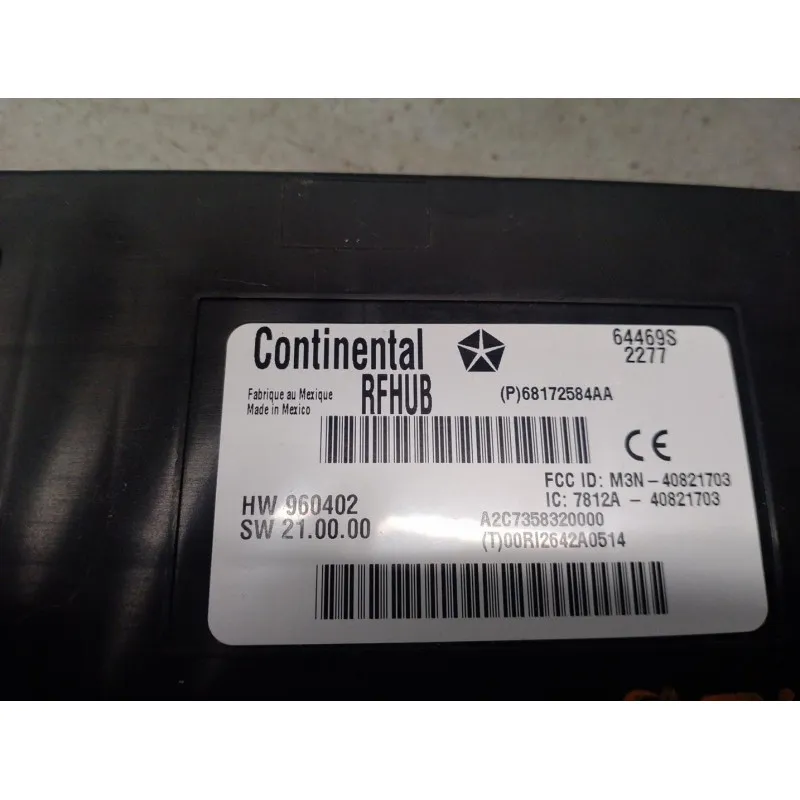 Continental
64469S
2277
Fabrique au Mexique
Made in Mexico
RFHUB
(P)68172584AA
CE
FCC ID: M3N-40821703
IC: 7812A - 40821703
HW 960402
SW 21.00.00
A2C7358320000
(T)00RI2642A0514